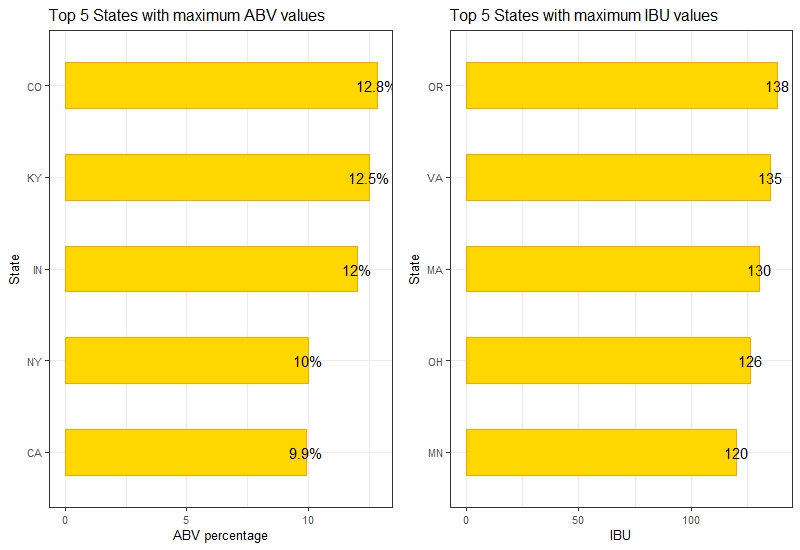 Top 5 States with maximum ABV values
State
CO
12.8%
KY
12.5%
IN
12%
NY
10%
CA
9.9%
0 5 10
ABV percentage
Top 5 States with maximum IBU values
State
OR
138
VA
135
MA
130
OH
126
MN
120
0 50 100
IBU